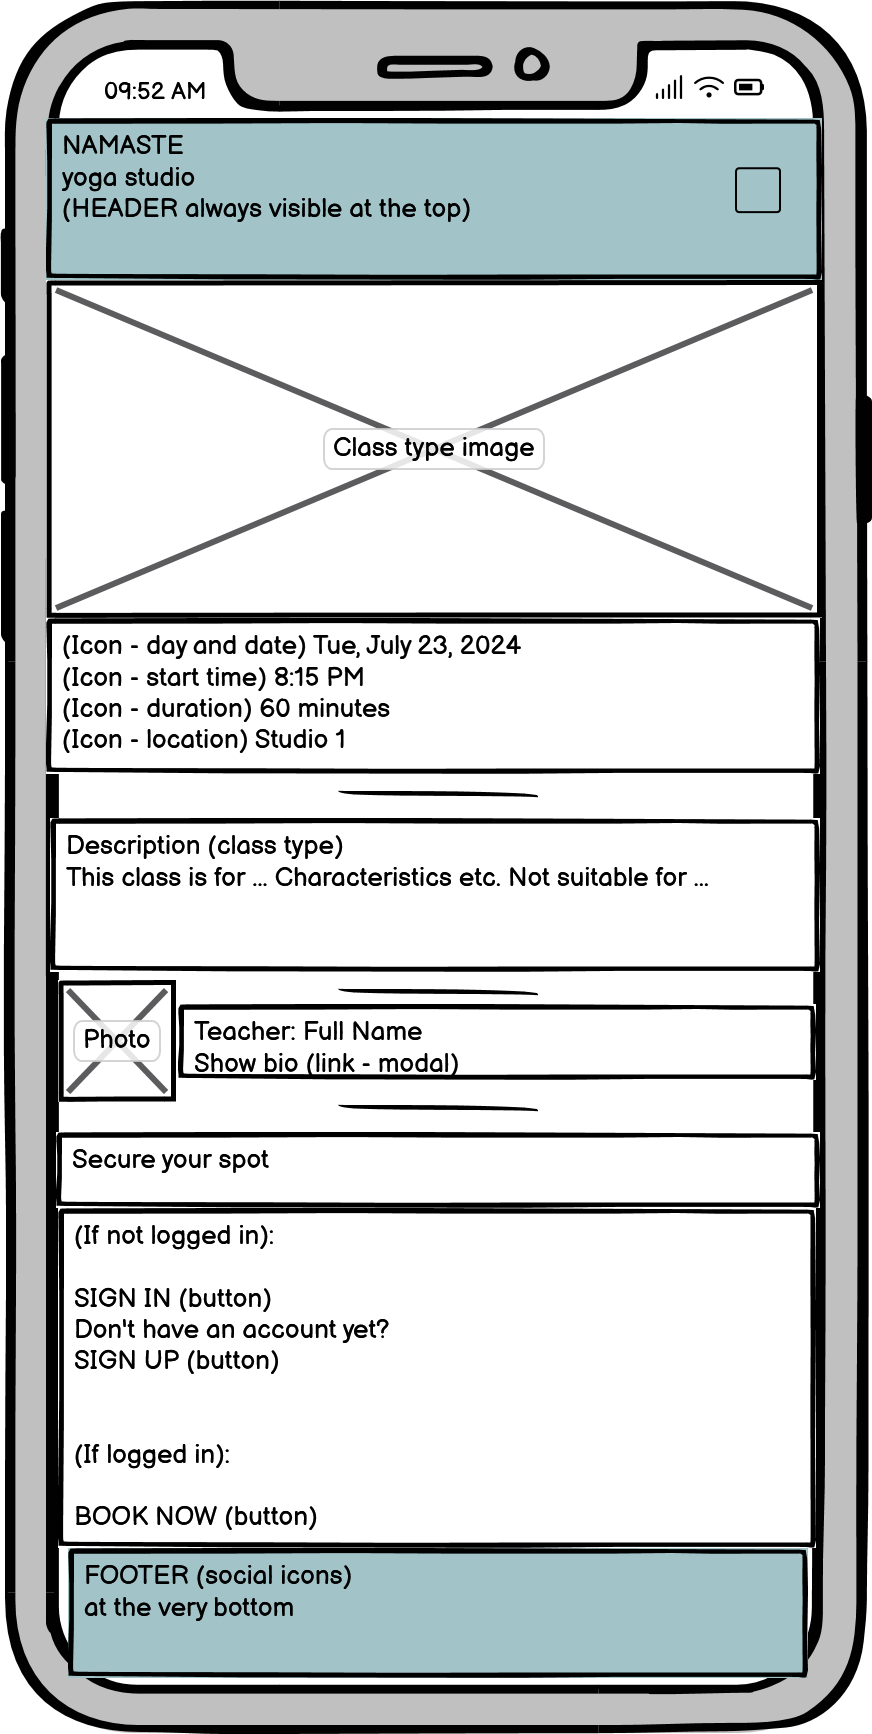 09:52 AM
NAMASTE
yoga studio
(HEADER always visible at the top)
Class type image
(Icon - day and date) Tue, July 23, 2024
(Icon - start time) 8:15 PM
(Icon - duration) 60 minutes
(Icon - location) Studio 1
Description (class type)
This class is for ... Characteristics etc. Not suitable for ...
Photo
Teacher: Full Name
Show bio (link - modal)
Secure your spot
(If not logged in):
SIGN IN (button)
Don't have an account yet?
SIGN UP (button)
(If logged in):
BOOK NOW (button)
FOOTER (social icons)
at the very bottom